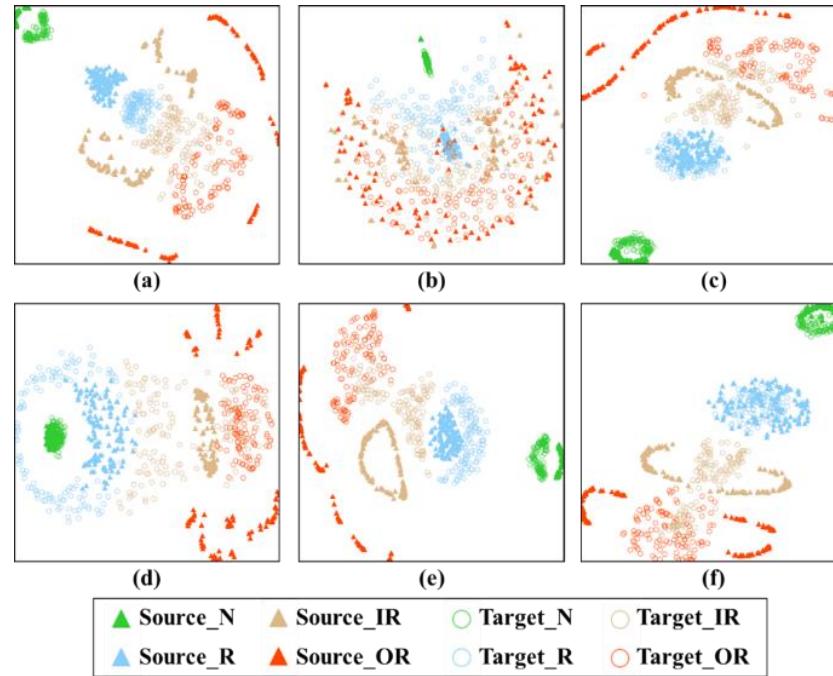 (a) (b) (c)
(d) (e) (f)
Source_N Source_IR Target_N Target_IR
Source_R Source_OR Target_R Target_OR